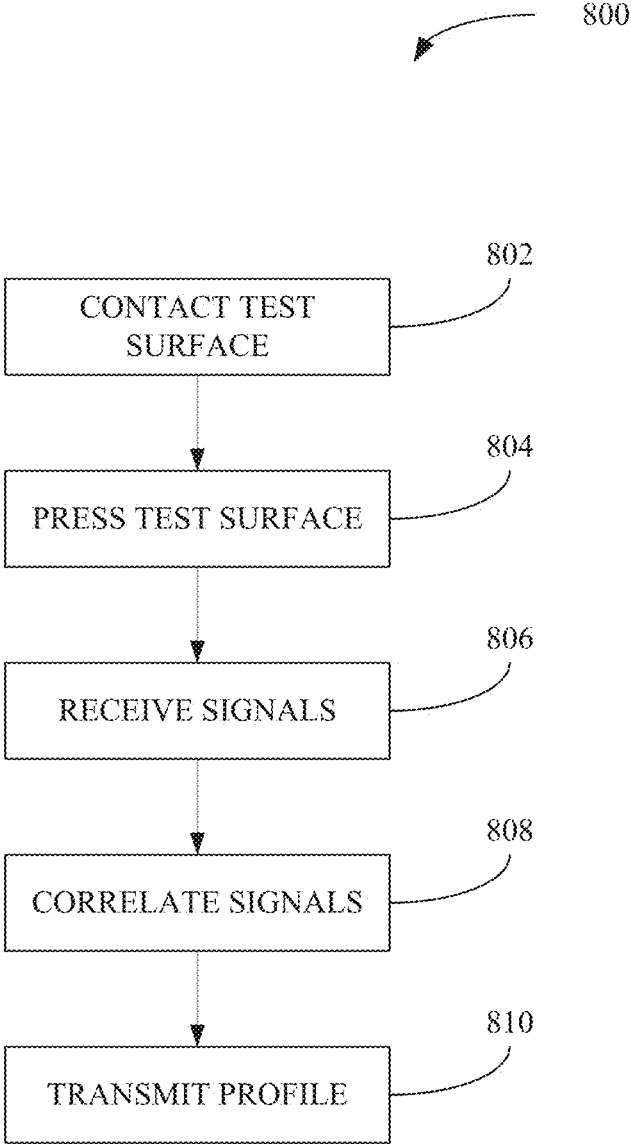 800
802
CONTACT TEST
SURFACE
804
PRESS TEST SURFACE
806
RECEIVE SIGNALS
808
CORRELATE SIGNALS
810
TRANSMIT PROFILE